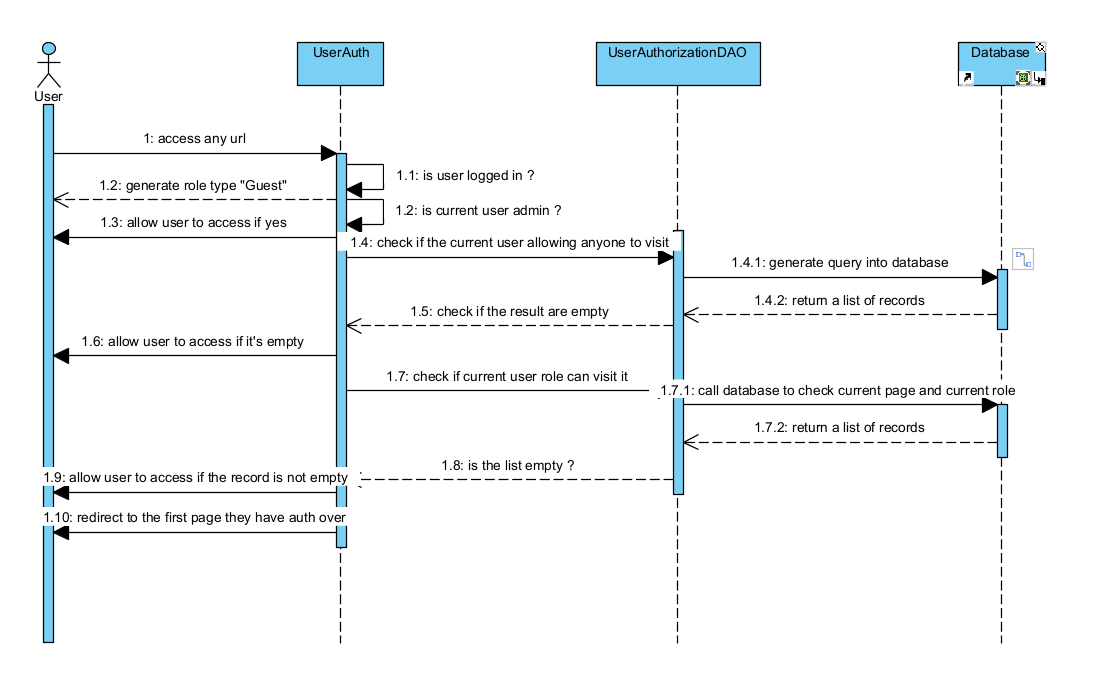 UserAuth
UserAuthorizationDAO
Database
User
1: access any url
1.1: is user logged in ?
1.2: generate role type "Guest"
1.2: is current user admin ?
1.3: allow user to access if yes
1.4: check if the current user allowing anyone to visit
1.4.1: generate query into database
1.4.2: return a list of records
1.5: check if the result are empty
1.6: allow user to access if it's empty
1.7: check if current user role can visit it
1.7.1: call database to check current page and current role
1.7.2: return a list of records
1.8: is the list empty ?
1.9: allow user to access if the record is not empty
1.10: redirect to the first page they have auth over